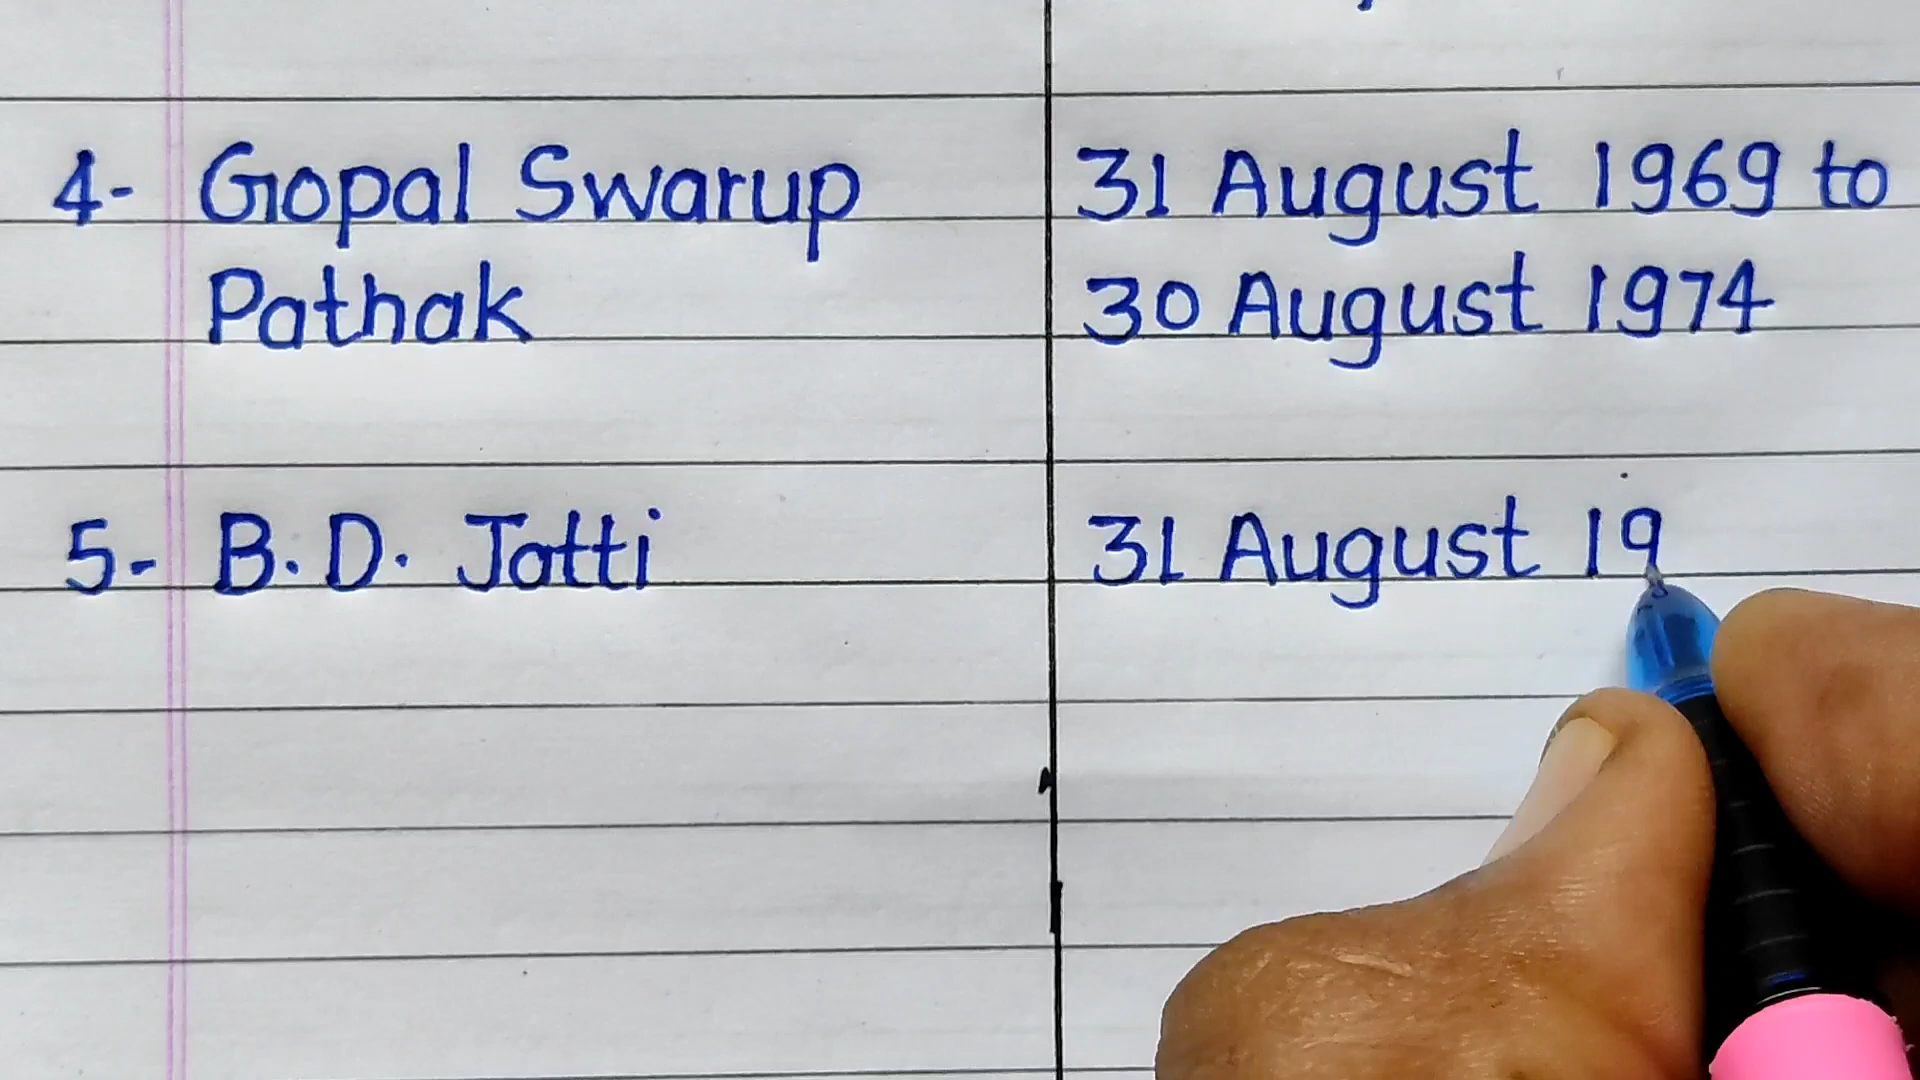 4- Gopal Swarup 31 August 1969 to
Pathak 30 August 1974
5- B. D. Jatti 31 August 19